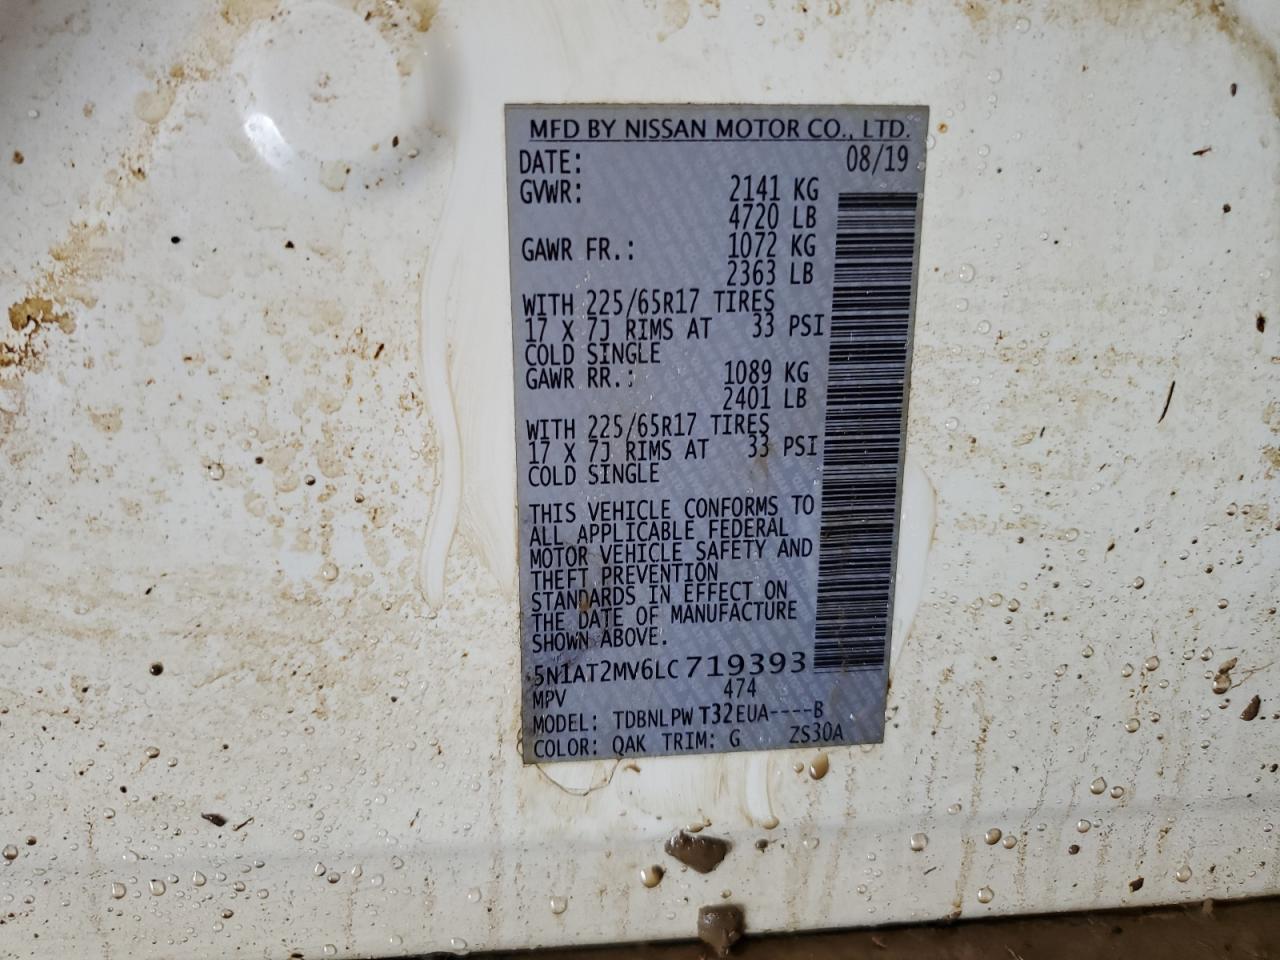 MFD BY NISSAN MOTOR CO., LTD.
DATE: 08/19
GVWR: 2141 KG
4720 LB
GAWR FR.: 1072 KG
2363 LB
WITH 225/65R17 TIRES
17 X 7J RIMS AT 33 PSI
COLD SINGLE
GAWR RR.: 1089 KG
2401 LB
WITH 225/65R17 TIRES
17 X 7J RIMS AT 33 PSI
COLD SINGLE
THIS VEHICLE CONFORMS TO
ALL APPLICABLE FEDERAL
MOTOR VEHICLE SAFETY AND
THEFT PREVENTION
STANDARDS IN EFFECT ON
THE DATE OF MANUFACTURE
SHOWN ABOVE.
5N1AT2MV6LC719393
MPV 474
MODEL: TDBNLPW T32EUA----B
COLOR: QAK TRIM: G ZS30A